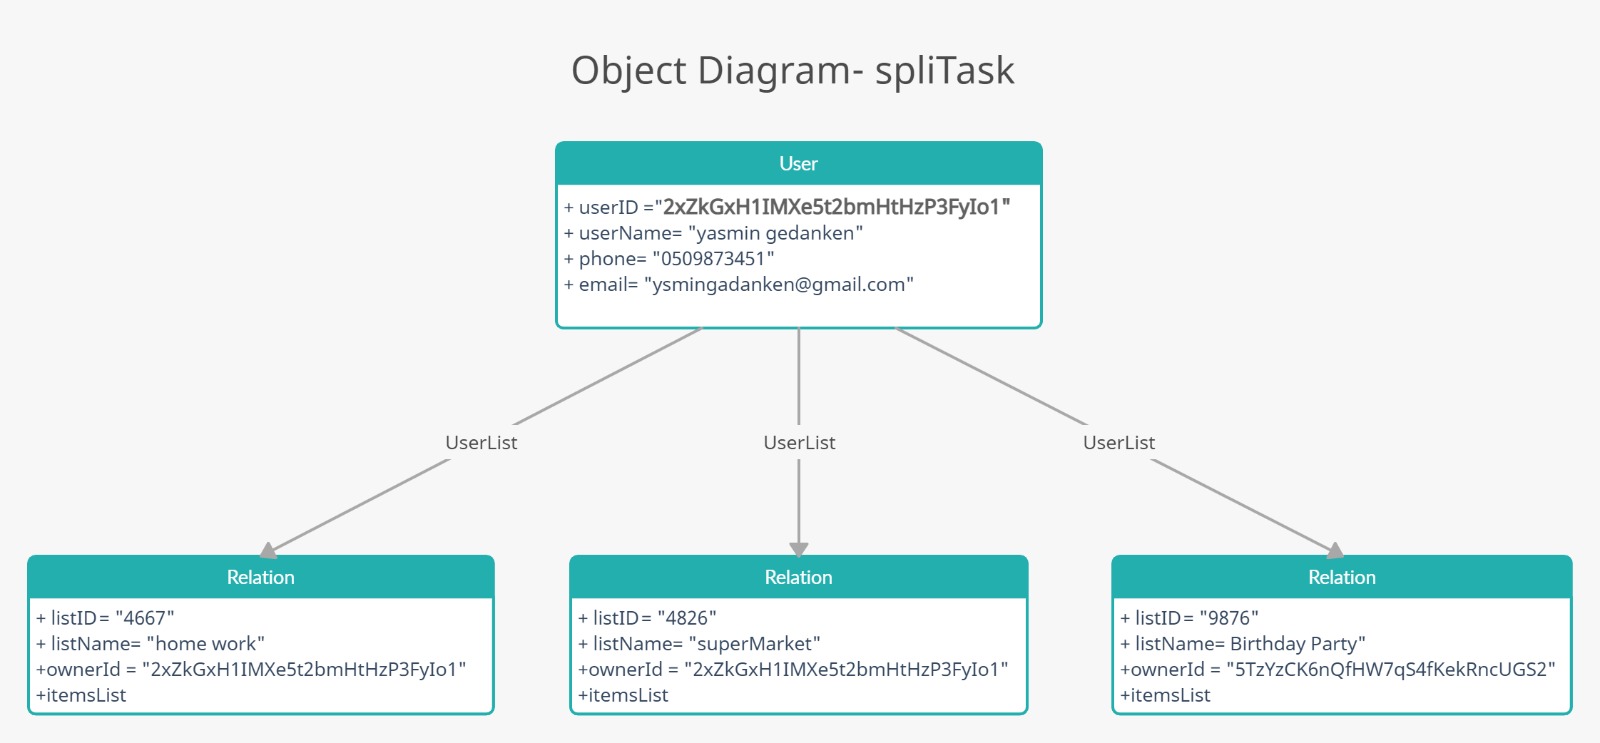 Object Diagram- spliTask
User
+ userID ="2xZkGxH1IMXe5t2bmHtHzP3FyIo1"
+ userName= "yasmin gedanken"
+ phone= "0509873451"
+ email= "ysmingadanken@gmail.com"
UserList
UserList
UserList
Relation
+ listID= "4667"
+ listName= "home work"
+ownerId = "2xZkGxH1IMXe5t2bmHtHzP3FyIo1"
+itemsList
Relation
+ listID= "4826"
+ listName= "superMarket"
+ownerId = "2xZkGxH1IMXe5t2bmHtHzP3FyIo1"
+itemsList
Relation
+ listID= "9876"
+ listName= Birthday Party"
+ownerId = "5TzYzCK6nQfHW7qS4fKekRncUGS2"
+itemsList